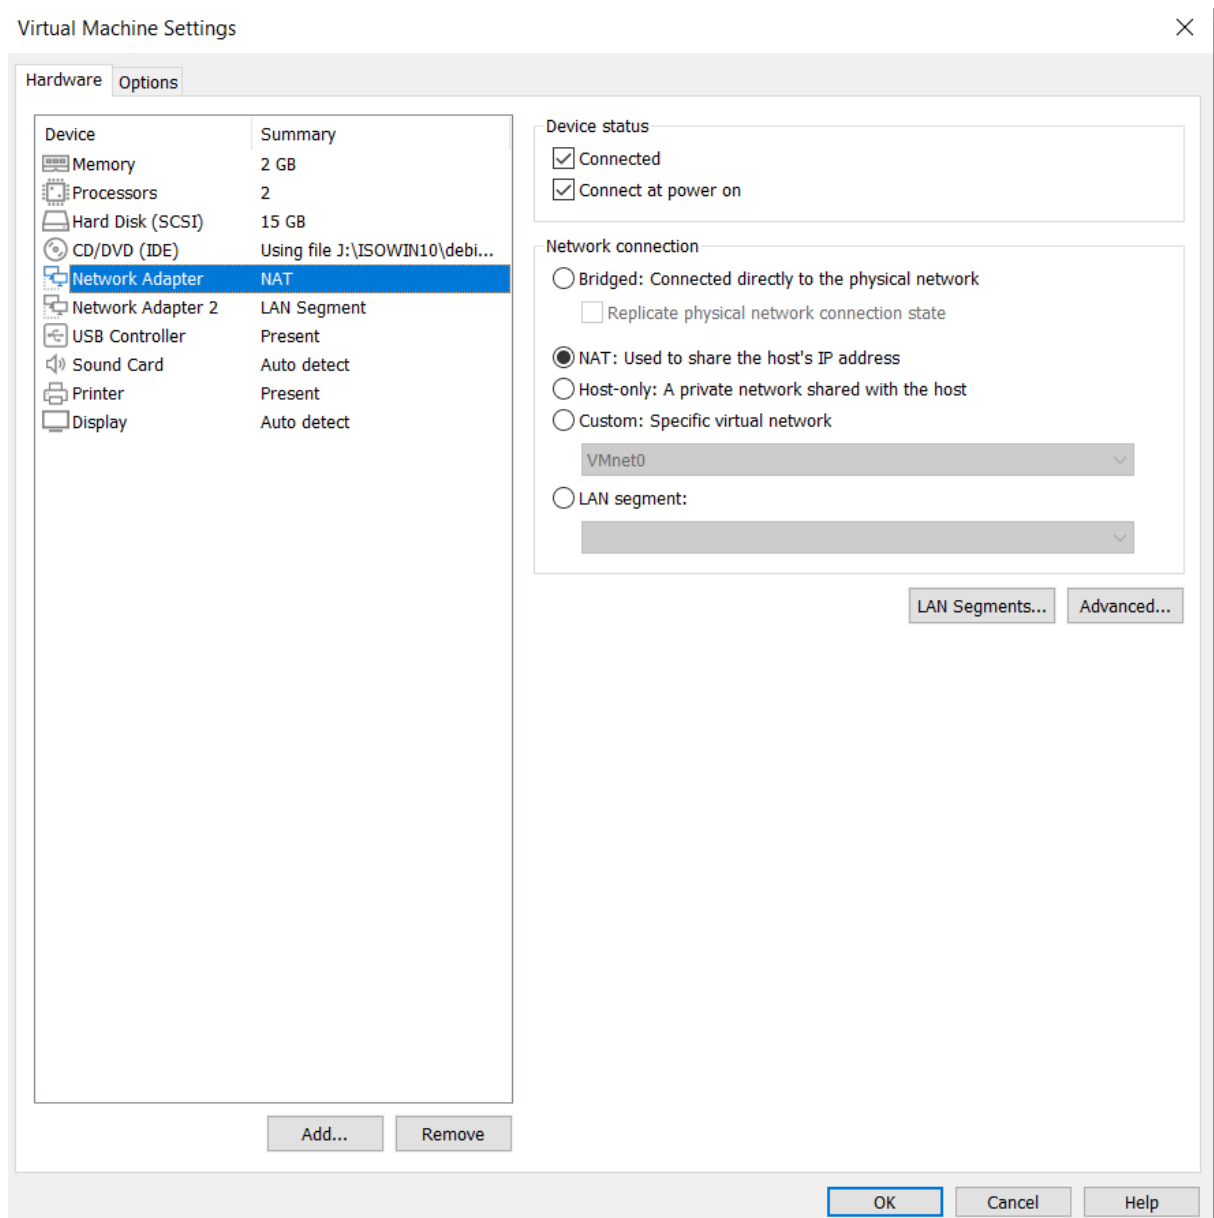 Virtual Machine Settings
Hardware Options
Device Summary
Memory 2 GB
Processors 2
Hard Disk (SCSI) 15 GB
CD/DVD (IDE) Using file J:\ISOWIN10\debi...
Network Adapter NAT
Network Adapter 2 LAN Segment
USB Controller Present
Sound Card Auto detect
Printer Present
Display Auto detect
Add... Remove
Device status
Connected
Connect at power on
Network connection
Bridged: Connected directly to the physical network
Replicate physical network connection state
NAT: Used to share the host's IP address
Host-only: A private network shared with the host
Custom: Specific virtual network
VMnet0
LAN segment:
LAN Segments... Advanced...
OK Cancel Help